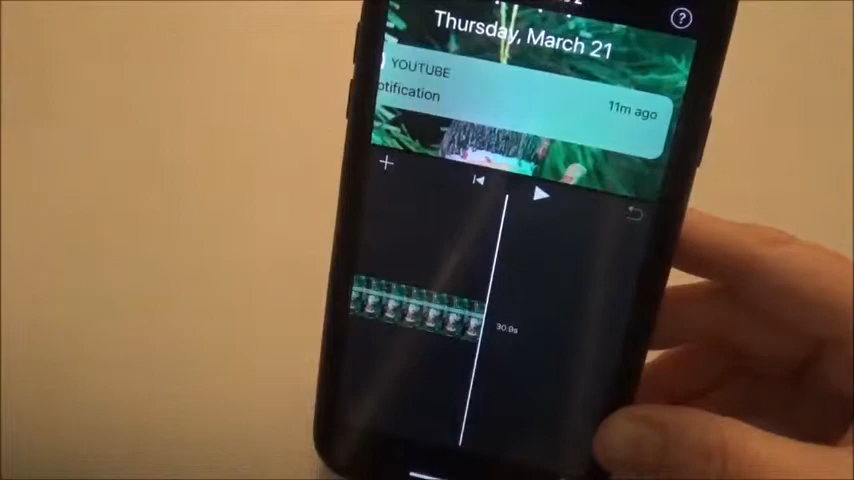 Thursday, March 21
YOUTUBE
otification
11m ago
?
30.9s